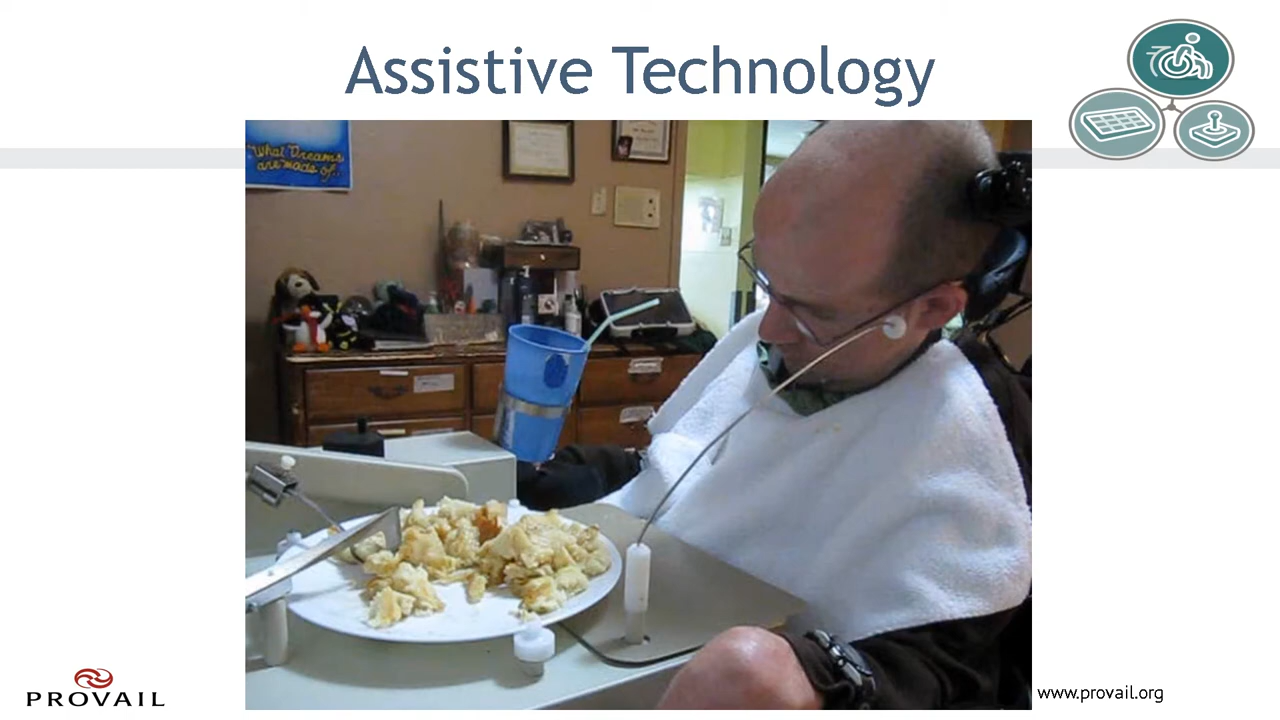 Assistive Technology
What Dreams
are made of...
PROVAIL
www.provail.org